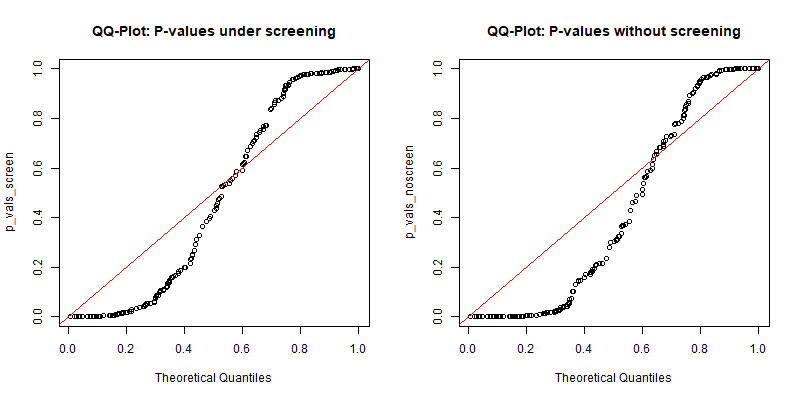 QQ-Plot: P-values under screening
p_vals_screen
0.0 0.2 0.4 0.6 0.8 1.0
0.0 0.2 0.4 0.6 0.8 1.0
Theoretical Quantiles
QQ-Plot: P-values without screening
p_vals_noscreen
0.0 0.2 0.4 0.6 0.8 1.0
0.0 0.2 0.4 0.6 0.8 1.0
Theoretical Quantiles